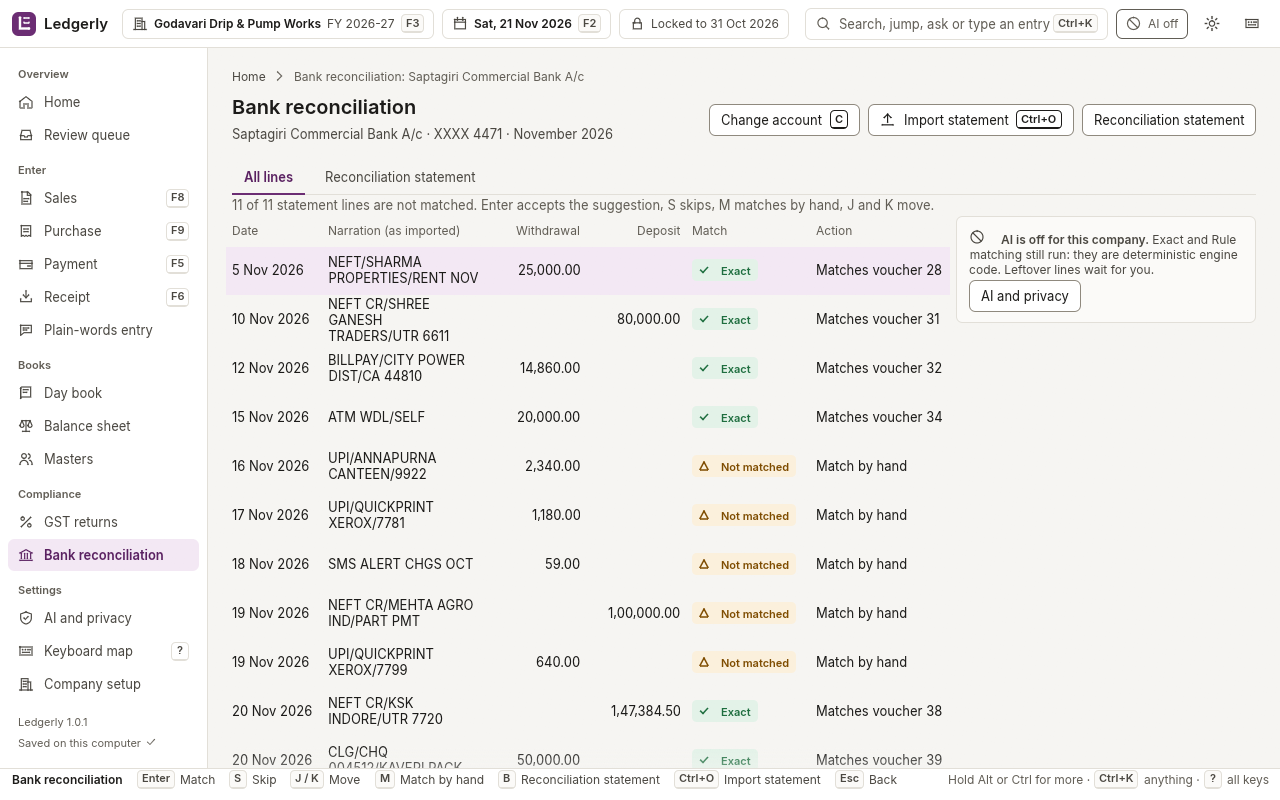 Ledgerly
Godavari Drip & Pump Works FY 2026-27 F3
Sat, 21 Nov 2026 F2
Locked to 31 Oct 2026
Search, jump, ask or type an entry Ctrl+K
AI off
Overview
Home
Review queue
Enter
Sales F8
Purchase F9
Payment F5
Receipt F6
Plain-words entry
Books
Day book
Balance sheet
Masters
Compliance
GST returns
Bank reconciliation
Settings
AI and privacy
Keyboard map ?
Company setup
Ledgerly 1.0.1
Saved on this computer
Home > Bank reconciliation: Saptagiri Commercial Bank A/c
Bank reconciliation
Saptagiri Commercial Bank A/c · XXXX 4471 · November 2026
Change account C
Import statement Ctrl+O
Reconciliation statement
All lines
Reconciliation statement
11 of 11 statement lines are not matched. Enter accepts the suggestion, S skips, M matches by hand, J and K move.
Date Narration (as imported) Withdrawal Deposit Match Action
5 Nov 2026 NEFT/SHARMA
PROPERTIES/RENT NOV 25,000.00 Exact Matches voucher 28
10 Nov 2026 NEFT CR/SHREE
GANESH
TRADERS/UTR 6611 80,000.00 Exact Matches voucher 31
12 Nov 2026 BILLPAY/CITY POWER
DIST/CA 44810 14,860.00 Exact Matches voucher 32
15 Nov 2026 ATM WDL/SELF 20,000.00 Exact Matches voucher 34
16 Nov 2026 UPI/ANNAPURNA
CANTEEN/9922 2,340.00 Not matched Match by hand
17 Nov 2026 UPI/QUICKPRINT
XEROX/7781 1,180.00 Not matched Match by hand
18 Nov 2026 SMS ALERT CHGS OCT 59.00 Not matched Match by hand
19 Nov 2026 NEFT CR/MEHTA AGRO
IND/PART PMT 1,00,000.00 Not matched Match by hand
19 Nov 2026 UPI/QUICKPRINT
XEROX/7799 640.00 Not matched Match by hand
20 Nov 2026 NEFT CR/KSK
INDORE/UTR 7720 1,47,384.50 Exact Matches voucher 38
20 Nov 2026 CLG/CHQ
004512/KAVERI PACK 50,000.00 Exact Matches voucher 39
AI is off for this company. Exact and Rule
matching still run: they are deterministic engine
code. Leftover lines wait for you.
AI and privacy
Bank reconciliation Enter Match S Skip J / K Move M Match by hand B Reconciliation statement Ctrl+O Import statement Esc Back Hold Alt or Ctrl for more · Ctrl+K anything · ? all keys